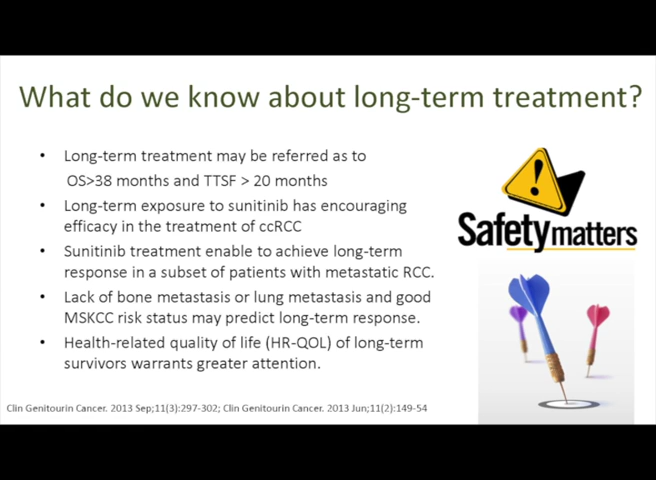 What do we know about long-term treatment?
• Long-term treatment may be referred as to
OS>38 months and TTSF > 20 months
• Long-term exposure to sunitinib has encouraging
efficacy in the treatment of ccRCC
• Sunitinib treatment enable to achieve long-term
response in a subset of patients with metastatic RCC.
• Lack of bone metastasis or lung metastasis and good
MSKCC risk status may predict long-term response.
• Health-related quality of life (HR-QOL) of long-term
survivors warrants greater attention.
Safetymatters
Clin Genitourin Cancer. 2013 Sep;11(3):297-302; Clin Genitourin Cancer. 2013 Jun;11(2):149-54